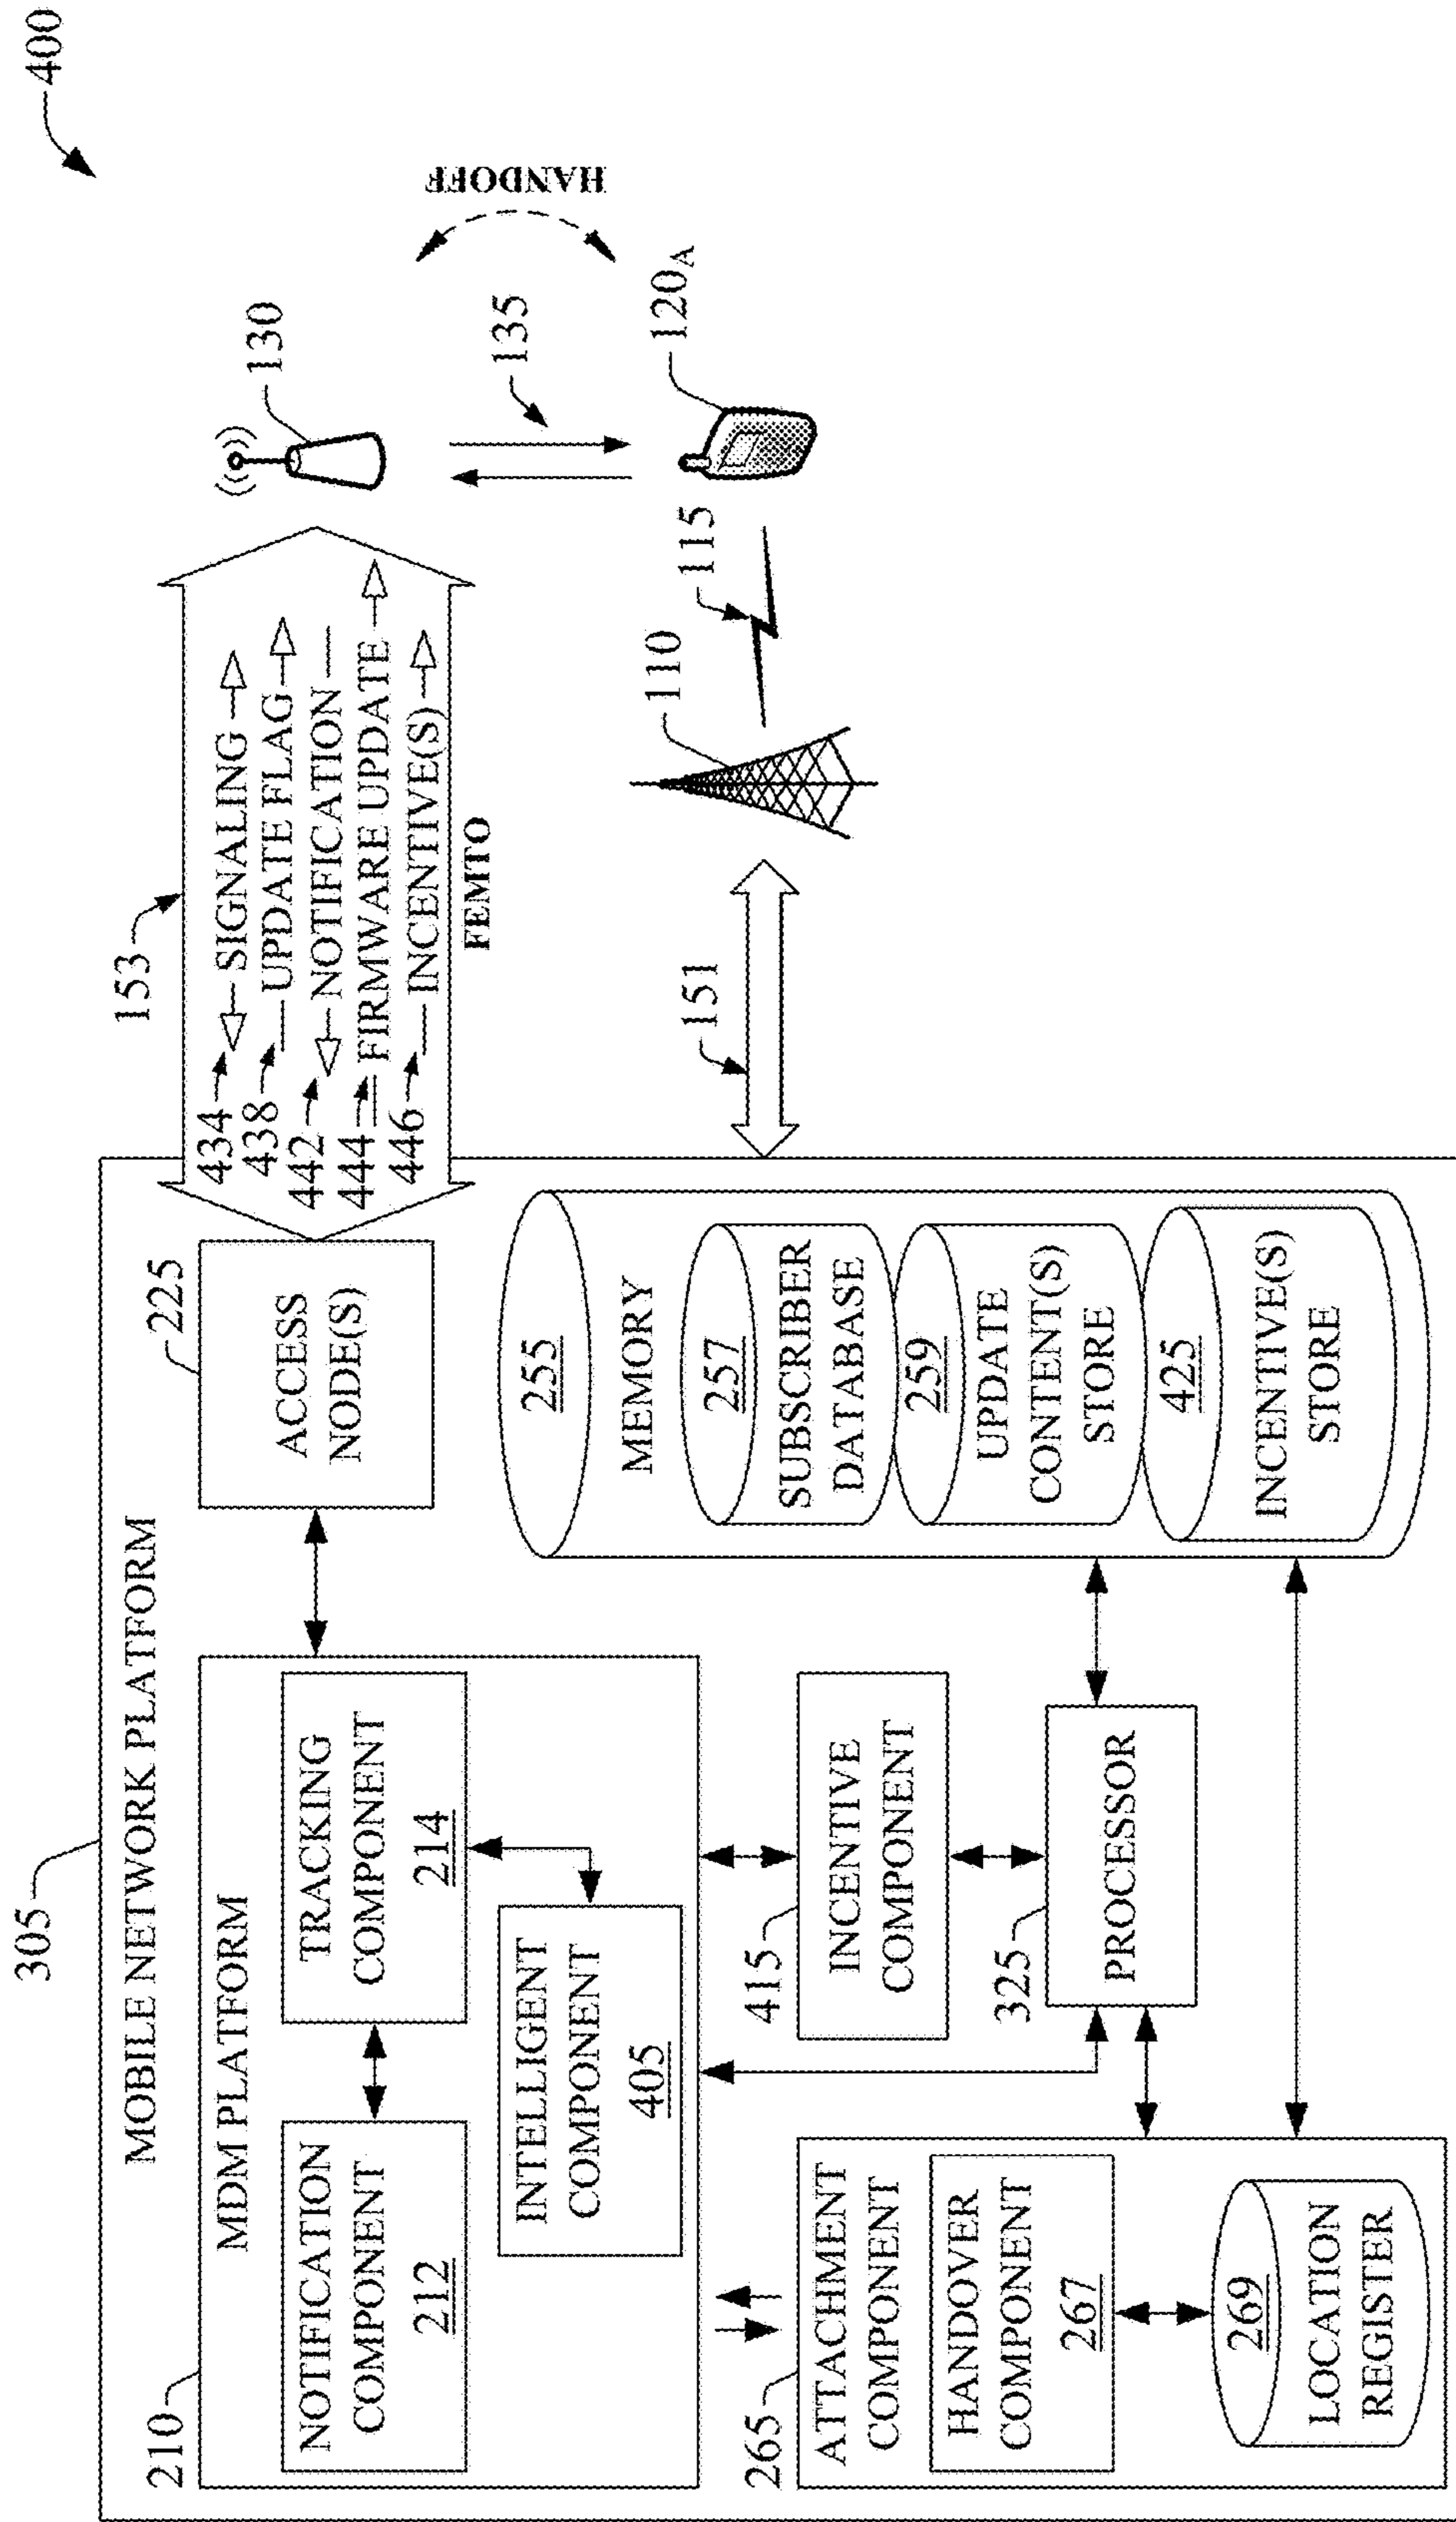 400
305
MOBILE NETWORK PLATFORM
210
MDM PLATFORM
NOTIFICATION
COMPONENT
212
TRACKING
COMPONENT
214
INTELLIGENT
COMPONENT
405
225
ACCESS
NODE(S)
153
434
SIGNALING
438
UPDATE FLAG
442
NOTIFICATION
444
FIRMWARE UPDATE
446
INCENTIVE(S)
FEMTO
130
HANDOFF
135
120A
115
110
151
265
ATTACHMENT
COMPONENT
HANDOVER
COMPONENT
267
269
LOCATION
REGISTER
415
INCENTIVE
COMPONENT
325
PROCESSOR
255
MEMORY
257
SUBSCRIBER
DATABASE
259
UPDATE
CONTENT(S)
STORE
425
INCENTIVE(S)
STORE